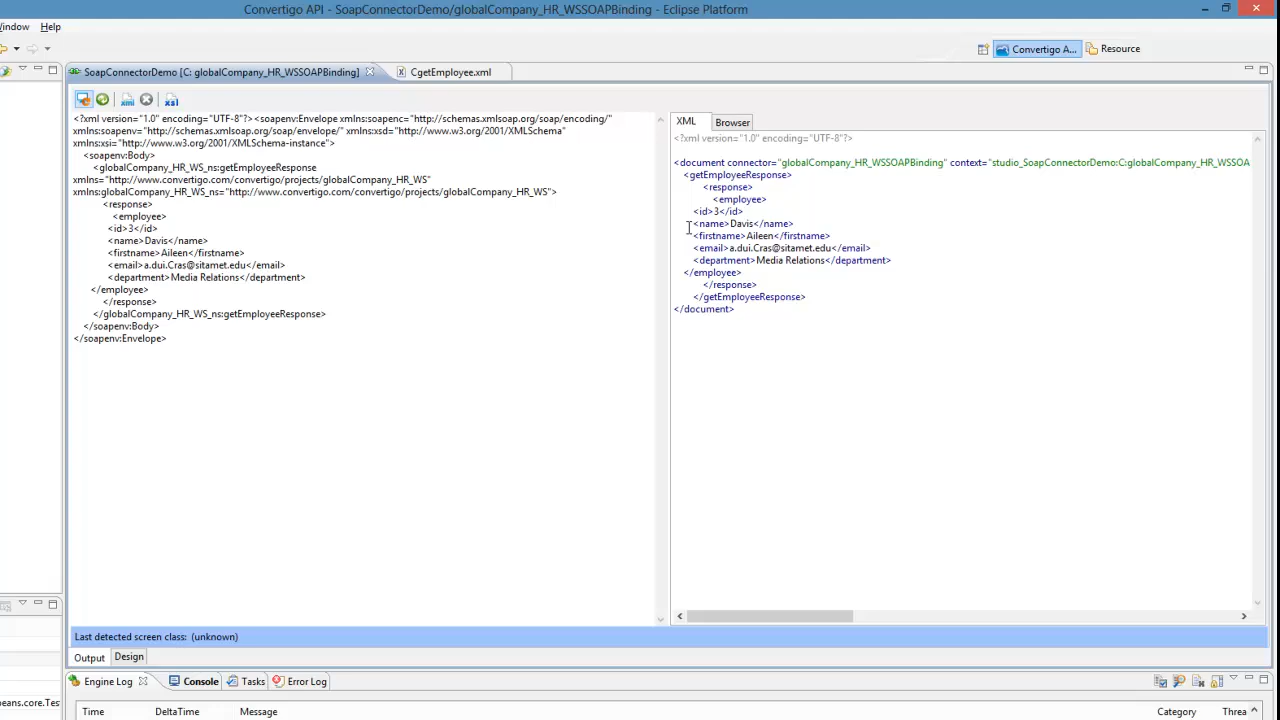 Convertigo API - SoapConnectorDemo/globalCompany_HR_WSSOAPBinding - Eclipse Platform
indow Help
Convertigo A... Resource
SoapConnectorDemo [C: globalCompany_HR_WSSOAPBinding] CgetEmployee.xml
xml xsl
<?xml version="1.0" encoding="UTF-8"?><soapenv:Envelope xmlns:soapenc="http://schemas.xmlsoap.org/soap/encoding/"
xmlns:soapenv="http://schemas.xmlsoap.org/soap/envelope/" xmlns:xsd="http://www.w3.org/2001/XMLSchema"
xmlns:xsi="http://www.w3.org/2001/XMLSchema-instance">
<soapenv:Body>
<globalCompany_HR_WS_ns:getEmployeeResponse
xmlns="http://www.convertigo.com/convertigo/projects/globalCompany_HR_WS"
xmlns:globalCompany_HR_WS_ns="http://www.convertigo.com/convertigo/projects/globalCompany_HR_WS">
<response>
<employee>
<id>3</id>
<name>Davis</name>
<firstname>Aileen</firstname>
<email>a.dui.Cras@sitamet.edu</email>
<department>Media Relations</department>
</employee>
</response>
</globalCompany_HR_WS_ns:getEmployeeResponse>
</soapenv:Body>
</soapenv:Envelope>
XML Browser
<?xml version="1.0" encoding="UTF-8"?>
<document connector="globalCompany_HR_WSSOAPBinding" context="studio_SoapConnectorDemo:C:globalCompany_HR_WSSOA
<getEmployeeResponse>
<response>
<employee>
<id>3</id>
<name>Davis</name>
<firstname>Aileen</firstname>
<email>a.dui.Cras@sitamet.edu</email>
<department>Media Relations</department>
</employee>
</response>
</getEmployeeResponse>
</document>
Last detected screen class: (unknown)
Output Design
Engine Log Console Tasks Error Log
eans.core.Te
Time DeltaTime Message Category Threa